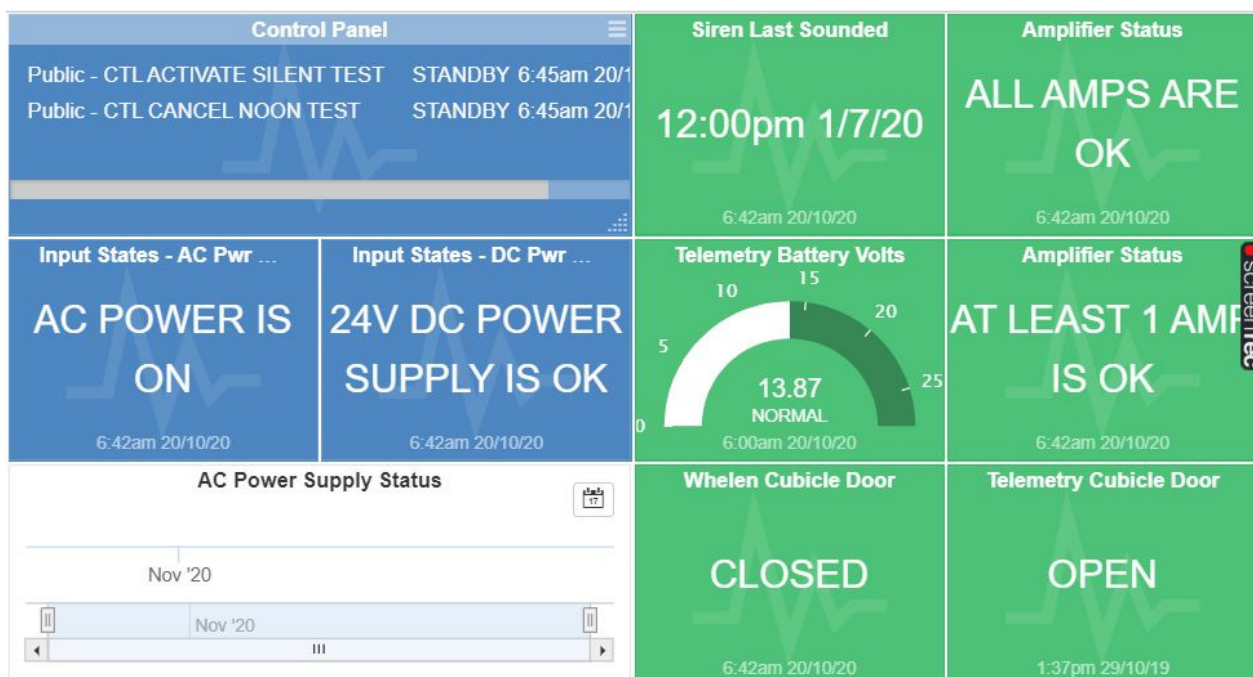 Control Panel
Public - CTL ACTIVATE SILENT TEST STANDBY 6:45am 20/1
Public - CTL CANCEL NOON TEST STANDBY 6:45am 20/1
Siren Last Sounded
12:00pm 1/7/20
6:42am 20/10/20
Amplifier Status
ALL AMPS ARE
OK
6:42am 20/10/20
Input States - AC Pwr ...
AC POWER IS
ON
6:42am 20/10/20
Input States - DC Pwr ...
24V DC POWER
SUPPLY IS OK
6:42am 20/10/20
Telemetry Battery Volts
0
5
10
15
20
25
13.87
NORMAL
6:00am 20/10/20
Amplifier Status
AT LEAST 1 AMP
IS OK
6:42am 20/10/20
screenrec
AC Power Supply Status
17
Nov '20
Nov '20
Whelen Cubicle Door
CLOSED
6:42am 20/10/20
Telemetry Cubicle Door
OPEN
1:37pm 29/10/19